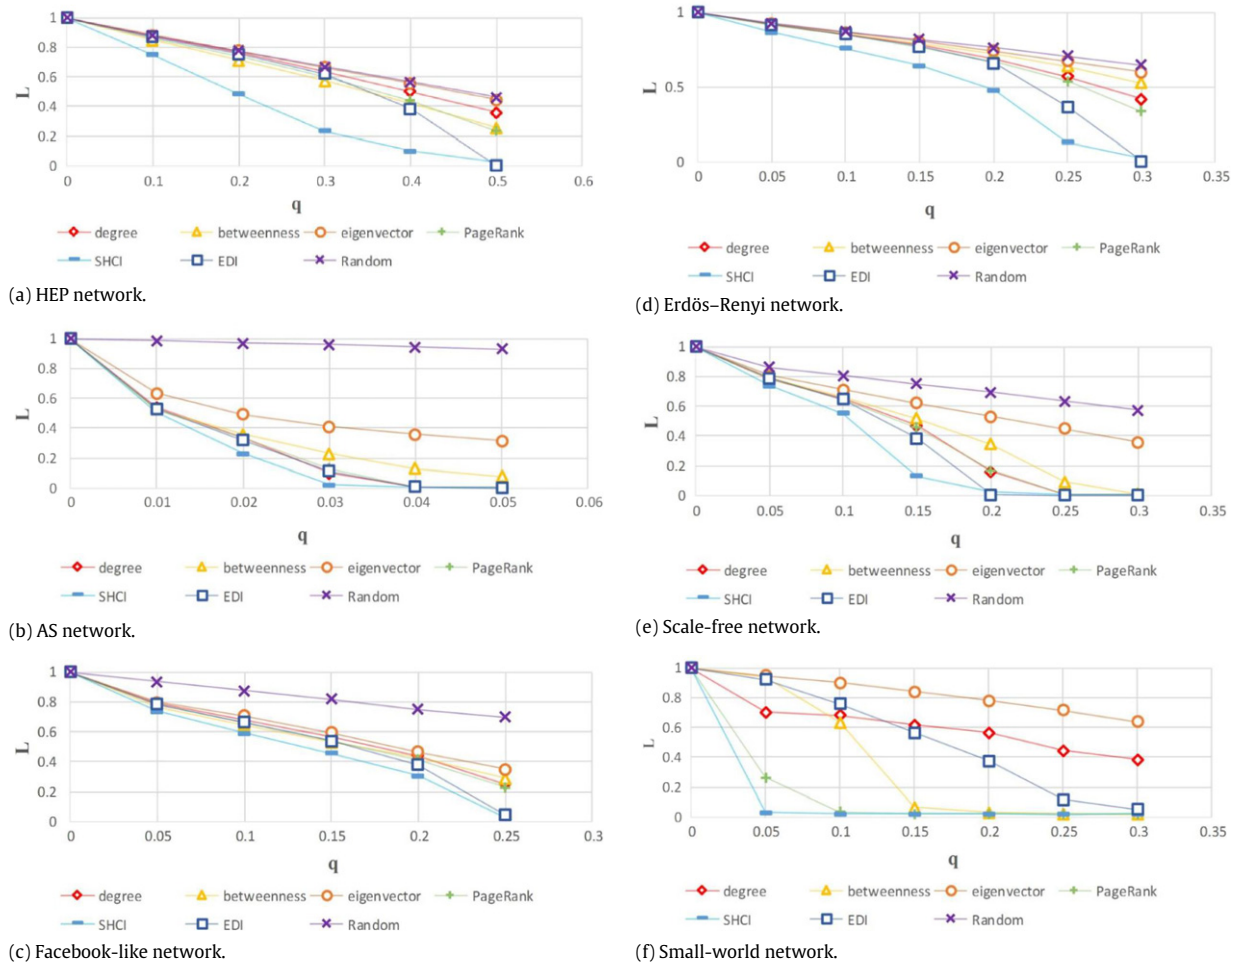 1
0.8
0.6
0.4
0.2
0
L
0 0.1 0.2 0.3 0.4 0.5 0.6
q
degree betweenness eigenvector PageRank
SHCI EDI Random
(a) HEP network.
1
0.5
0
L
0 0.05 0.1 0.15 0.2 0.25 0.3 0.35
q
degree betweenness eigenvector PageRank
SHCI EDI Random
(d) Erdös–Renyi network.
1
0.8
0.6
0.4
0.2
0
L
0 0.01 0.02 0.03 0.04 0.05 0.06
q
degree betweenness eigenvector PageRank
SHCI EDI Random
(b) AS network.
1
0.8
0.6
0.4
0.2
0
L
0 0.05 0.1 0.15 0.2 0.25 0.3 0.35
q
degree betweenness eigenvector PageRank
SHCI EDI Random
(e) Scale-free network.
1
0.8
0.6
0.4
0.2
0
L
0 0.05 0.1 0.15 0.2 0.25 0.3
q
degree betweenness eigenvector PageRank
SHCI EDI Random
(c) Facebook-like network.
1
0.8
0.6
0.4
0.2
0
L
0 0.05 0.1 0.15 0.2 0.25 0.3 0.35
q
degree betweenness eigenvector PageRank
SHCI EDI Random
(f) Small-world network.